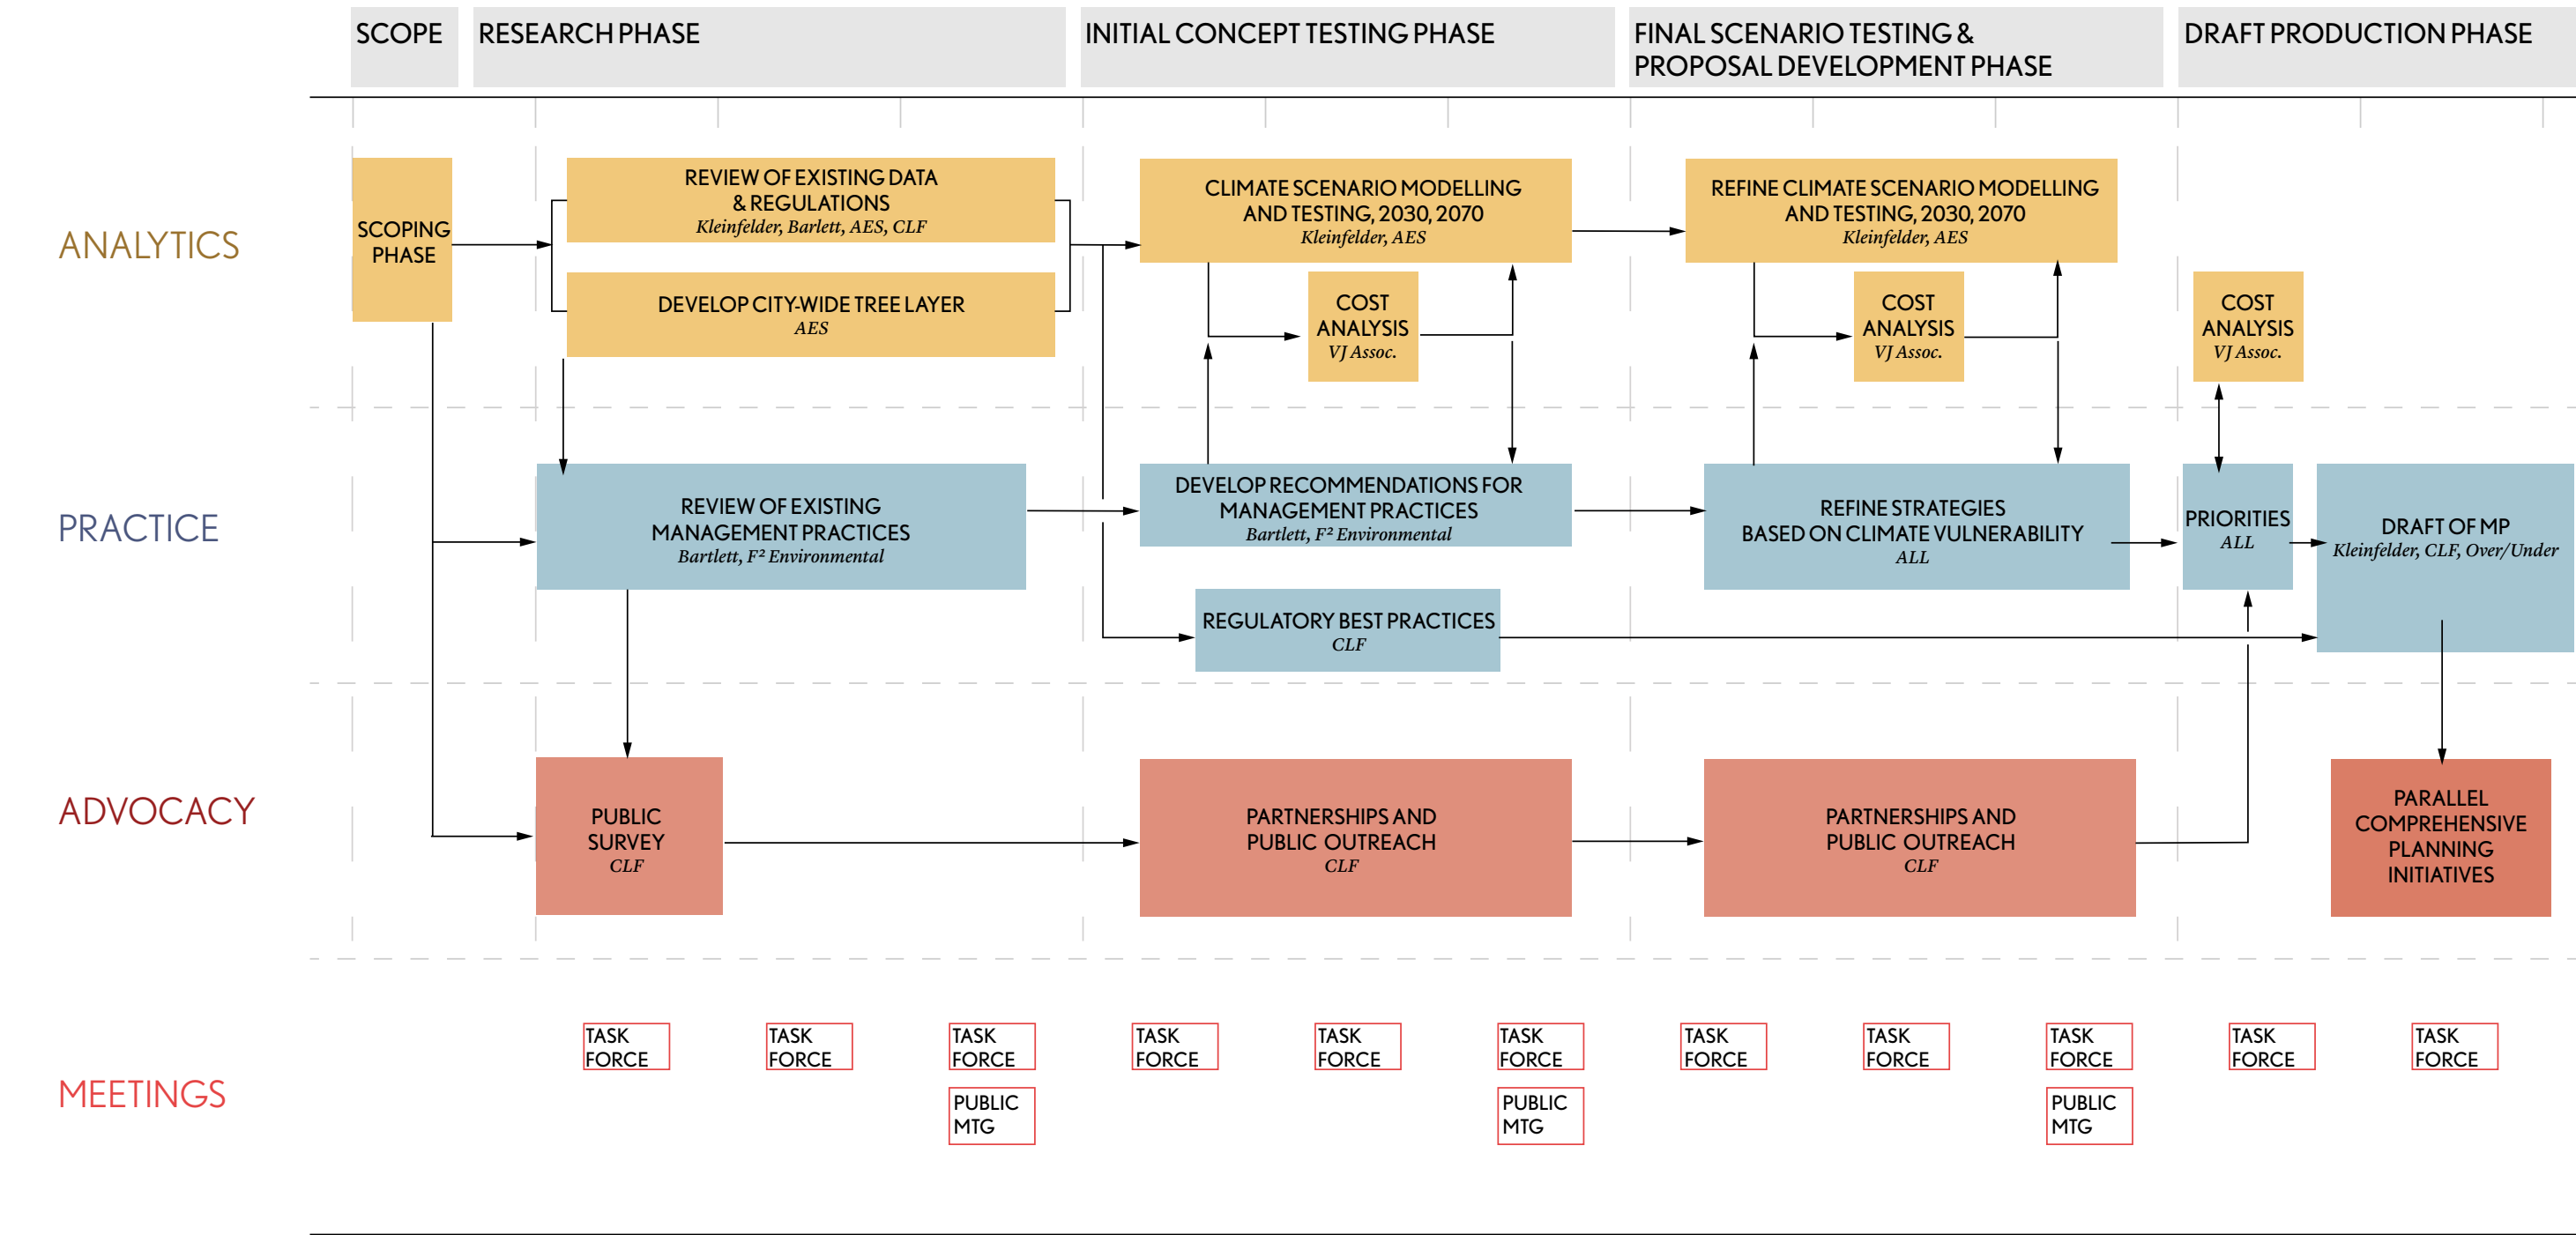 SCOPE
RESEARCH PHASE
INITIAL CONCEPT TESTING PHASE
FINAL SCENARIO TESTING &
PROPOSAL DEVELOPMENT PHASE
DRAFT PRODUCTION PHASE
ANALYTICS
SCOPING
PHASE
REVIEW OF EXISTING DATA
& REGULATIONS
Kleinfelder, Barlett, AES, CLF
DEVELOP CITY-WIDE TREE LAYER
AES
CLIMATE SCENARIO MODELLING
AND TESTING, 2030, 2070
Kleinfelder, AES
COST
ANALYSIS
VJ Assoc.
REFINE CLIMATE SCENARIO MODELLING
AND TESTING, 2030, 2070
Kleinfelder, AES
COST
ANALYSIS
VJ Assoc.
COST
ANALYSIS
VJ Assoc.
PRACTICE
REVIEW OF EXISTING
MANAGEMENT PRACTICES
Bartlett, F² Environmental
DEVELOP RECOMMENDATIONS FOR
MANAGEMENT PRACTICES
Bartlett, F² Environmental
REGULATORY BEST PRACTICES
CLF
REFINE STRATEGIES
BASED ON CLIMATE VULNERABILITY
ALL
PRIORITIES
ALL
DRAFT OF MP
Kleinfelder, CLF, Over/Under
ADVOCACY
PUBLIC
SURVEY
CLF
PARTNERSHIPS AND
PUBLIC OUTREACH
CLF
PARTNERSHIPS AND
PUBLIC OUTREACH
CLF
PARALLEL
COMPREHENSIVE
PLANNING
INITIATIVES
MEETINGS
TASK
FORCE
TASK
FORCE
TASK
FORCE
TASK
FORCE
TASK
FORCE
TASK
FORCE
TASK
FORCE
TASK
FORCE
TASK
FORCE
TASK
FORCE
TASK
FORCE
PUBLIC
MTG
PUBLIC
MTG
PUBLIC
MTG